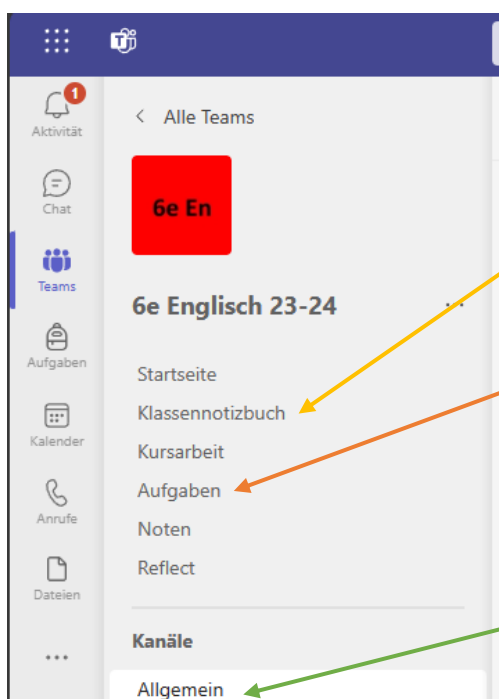 1
Aktivität
Chat
Teams
Aufgaben
Kalender
Anrufe
Dateien
Alle Teams
6e En
6e Englisch 23-24
Startseite
Klassennotizbuch
Kursarbeit
Aufgaben
Noten
Reflect
Kanäle
Allgemein